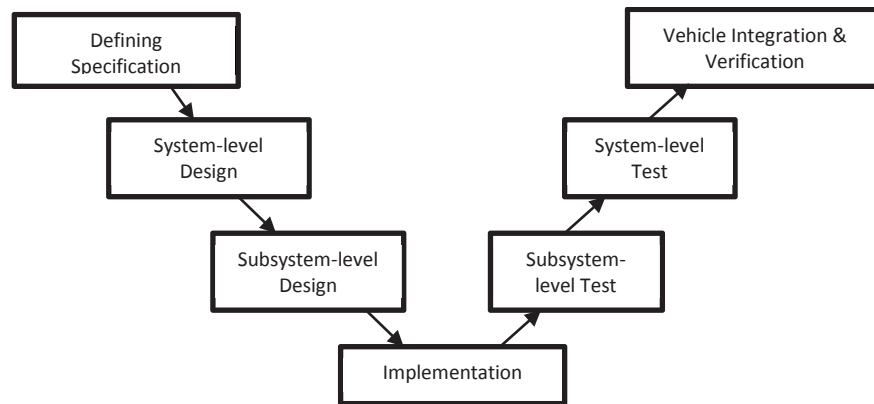 Defining
Specification
System-level
Design
Subsystem-level
Design
Implementation
Subsystem-
level Test
System-level
Test
Vehicle Integration &
Verification